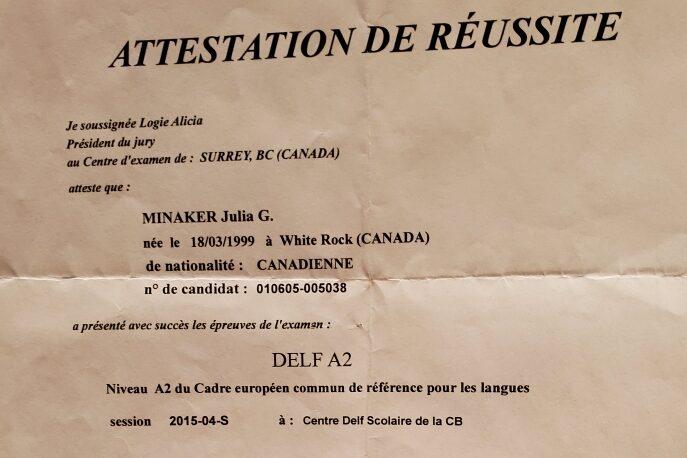 ATTESTATION DE RÉUSSITE
Je soussignée Logie Alicia
Président du jury
au Centre d'examen de : SURREY, BC (CANADA)
atteste que :
MINAKER Julia G.
née le 18/03/1999 à White Rock (CANADA)
de nationalité : CANADIENNE
n° de candidat : 010605-005038
a présenté avec succès les épreuves de l'examen :
DELF A2
Niveau A2 du Cadre européen commun de référence pour les langues
session 2015-04-S à : Centre Delf Scolaire de la CB